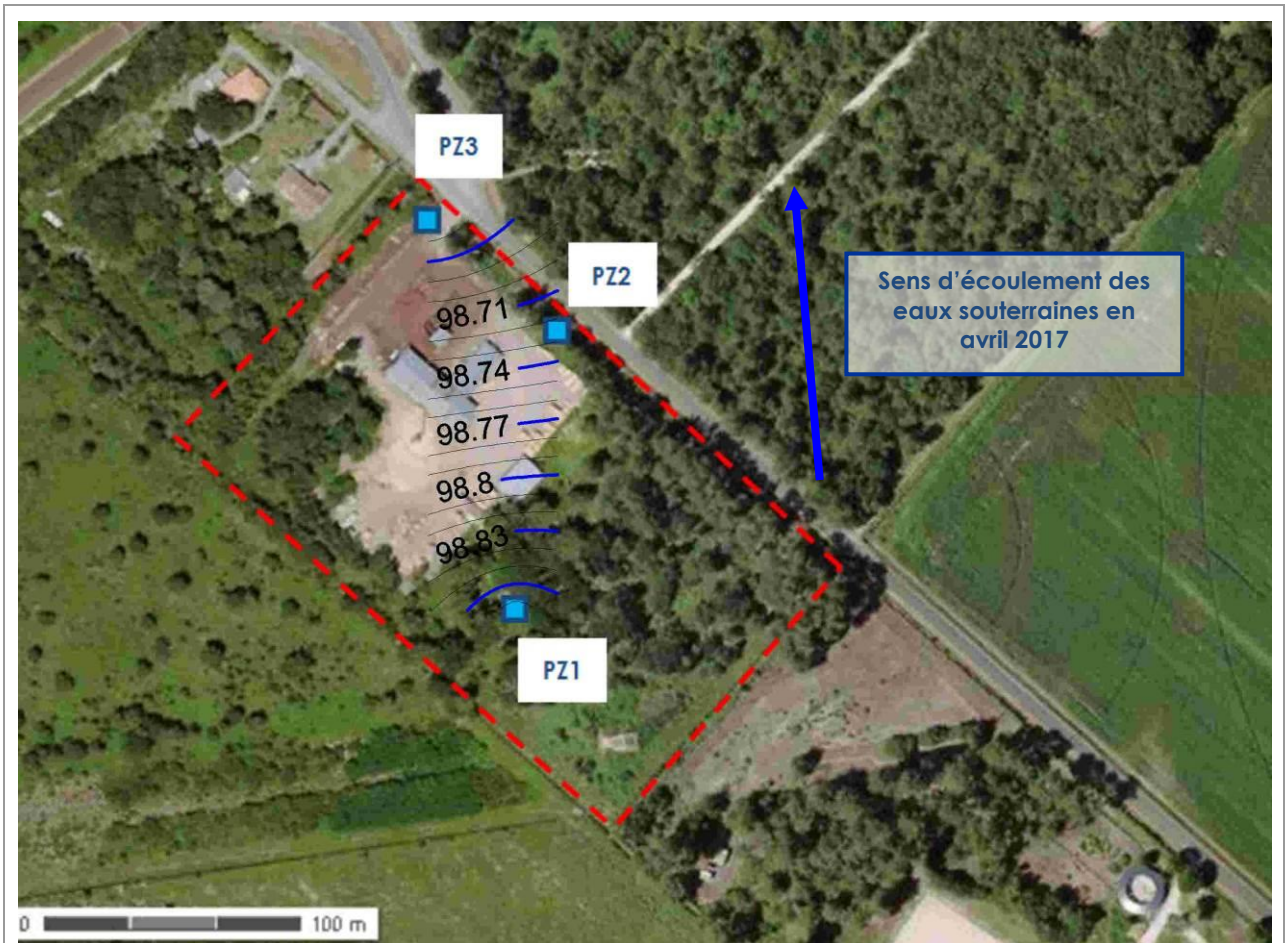 PZ3
PZ2
Sens d'écoulement des
eaux souterraines en
avril 2017
98.71
98.74
98.77
98.8
98.83
PZ1
0 100 m